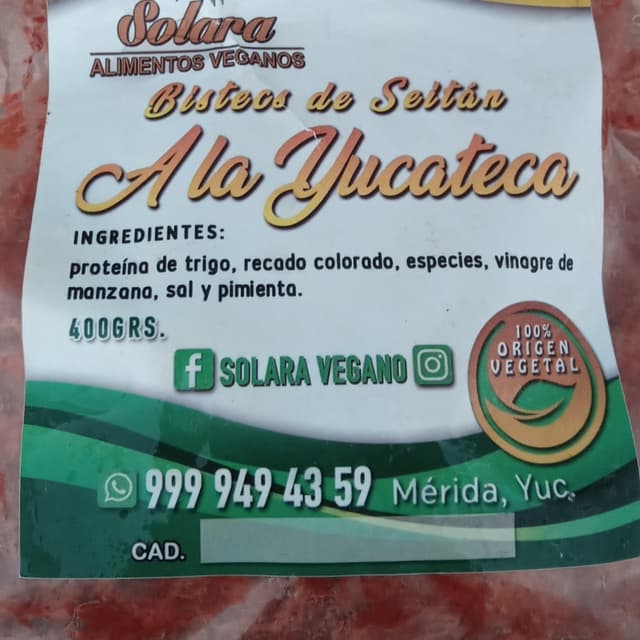 Solara
ALIMENTOS VEGANOS
Bistecs de Seitán
A la Yucateca
INGREDIENTES:
proteína de trigo, recado colorado, especies, vinagre de
manzana, sal y pimienta.
400GRS.
SOLARA VEGANO
100%
ORIGEN
VEGETAL
999 949 43 59 Mérida, Yuc.
CAD.